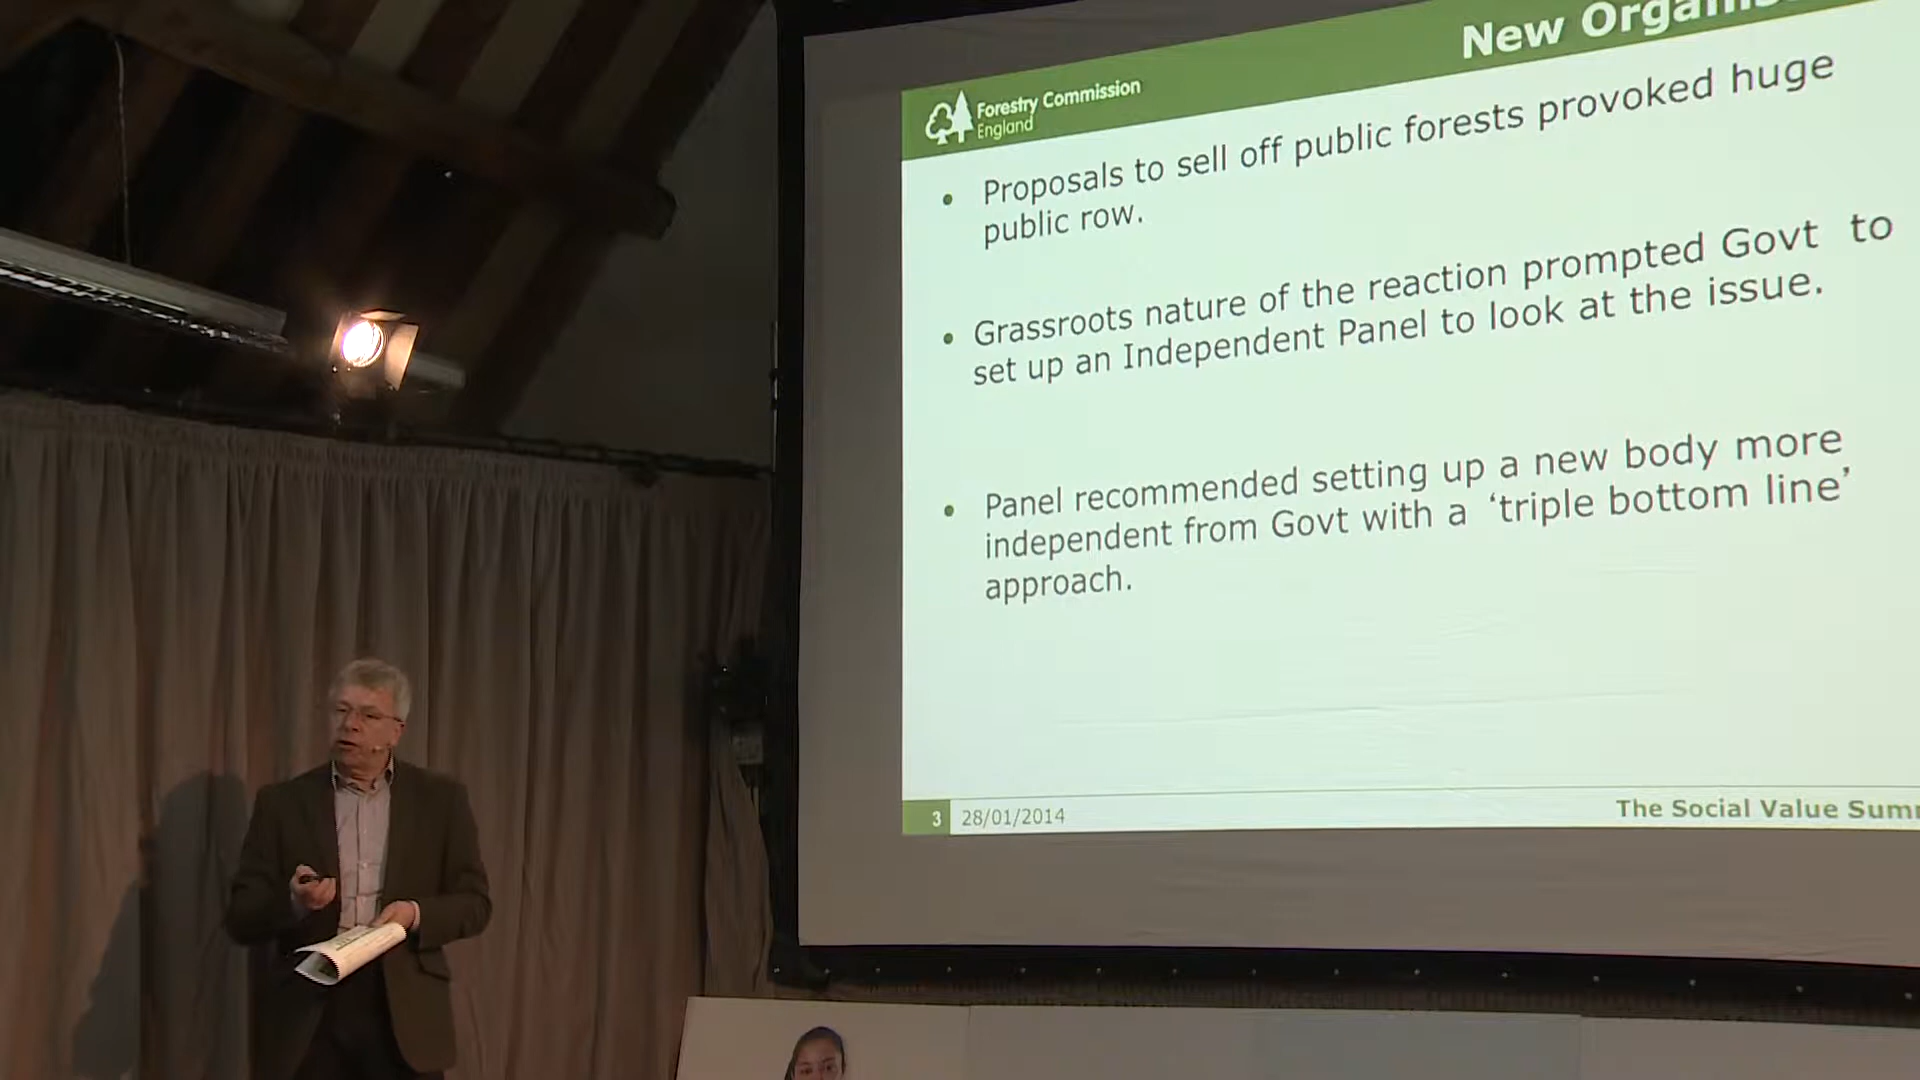 New
Forestry Commission
England
• Proposals to sell off public forests provoked huge
public row.
• Grassroots nature of the reaction prompted Govt to
set up an Independent Panel to look at the issue.
• Panel recommended setting up a new body more
independent from Govt with a ‘triple bottom line’
approach.
3 28/01/2014
The Social Value